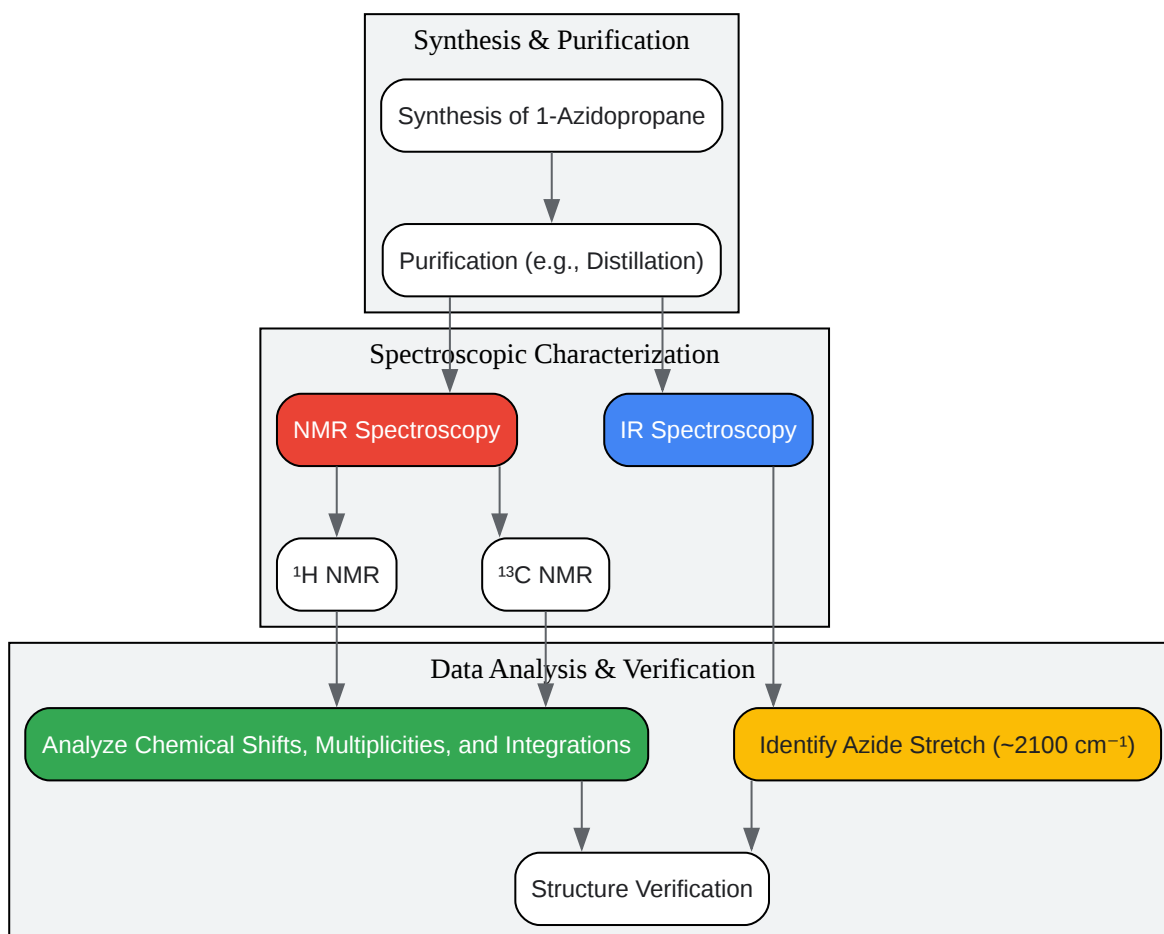 Synthesis & Purification
Synthesis of 1-Azidopropane
Purification (e.g., Distillation)
Spectroscopic Characterization
NMR Spectroscopy
IR Spectroscopy
¹H NMR
¹³C NMR
Data Analysis & Verification
Analyze Chemical Shifts, Multiplicities, and Integrations
Identify Azide Stretch (~2100 cm⁻¹)
Structure Verification